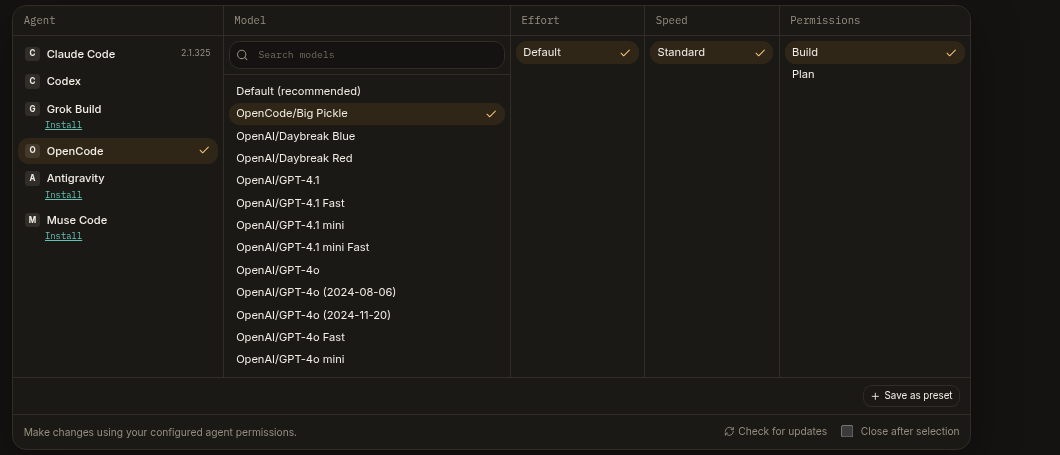 Agent
C Claude Code 2.1.325
C Codex
G Grok Build
Install
O OpenCode
A Antigravity
Install
M Muse Code
Install
Model
Search models
Default (recommended)
OpenCode/Big Pickle
OpenAI/Daybreak Blue
OpenAI/Daybreak Red
OpenAI/GPT-4.1
OpenAI/GPT-4.1 Fast
OpenAI/GPT-4.1 mini
OpenAI/GPT-4.1 mini Fast
OpenAI/GPT-4o
OpenAI/GPT-4o (2024-08-06)
OpenAI/GPT-4o (2024-11-20)
OpenAI/GPT-4o Fast
OpenAI/GPT-4o mini
Effort
Default
Speed
Standard
Permissions
Build
Plan
+ Save as preset
Make changes using your configured agent permissions.
Check for updates
Close after selection